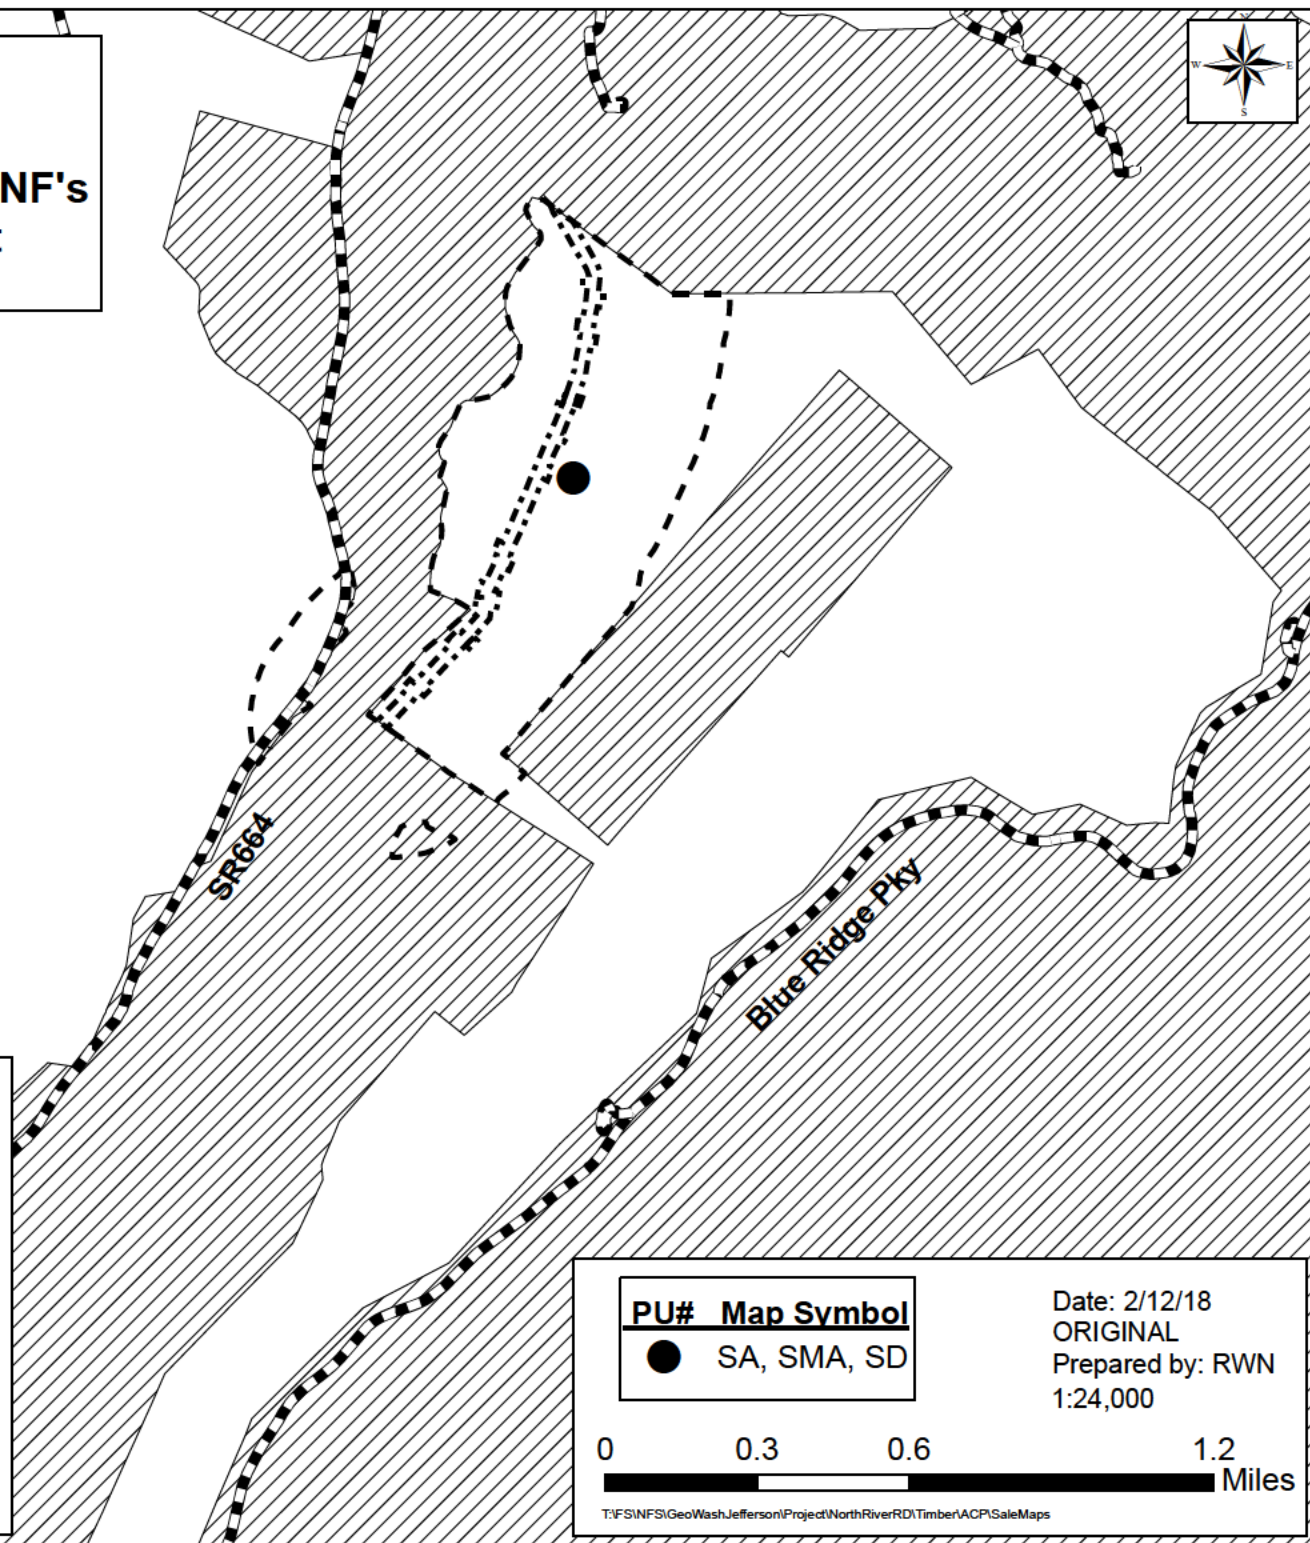 N
W E
S
NF's
SR664
Blue Ridge Pky
PU# Map Symbol
SA, SMA, SD
Date: 2/12/18
ORIGINAL
Prepared by: RWN
1:24,000
0 0.3 0.6 1.2
Miles
T:\FS\NFS\GeoWashJefferson\Project\NorthRiverRD\Timber\ACP\SaleMaps